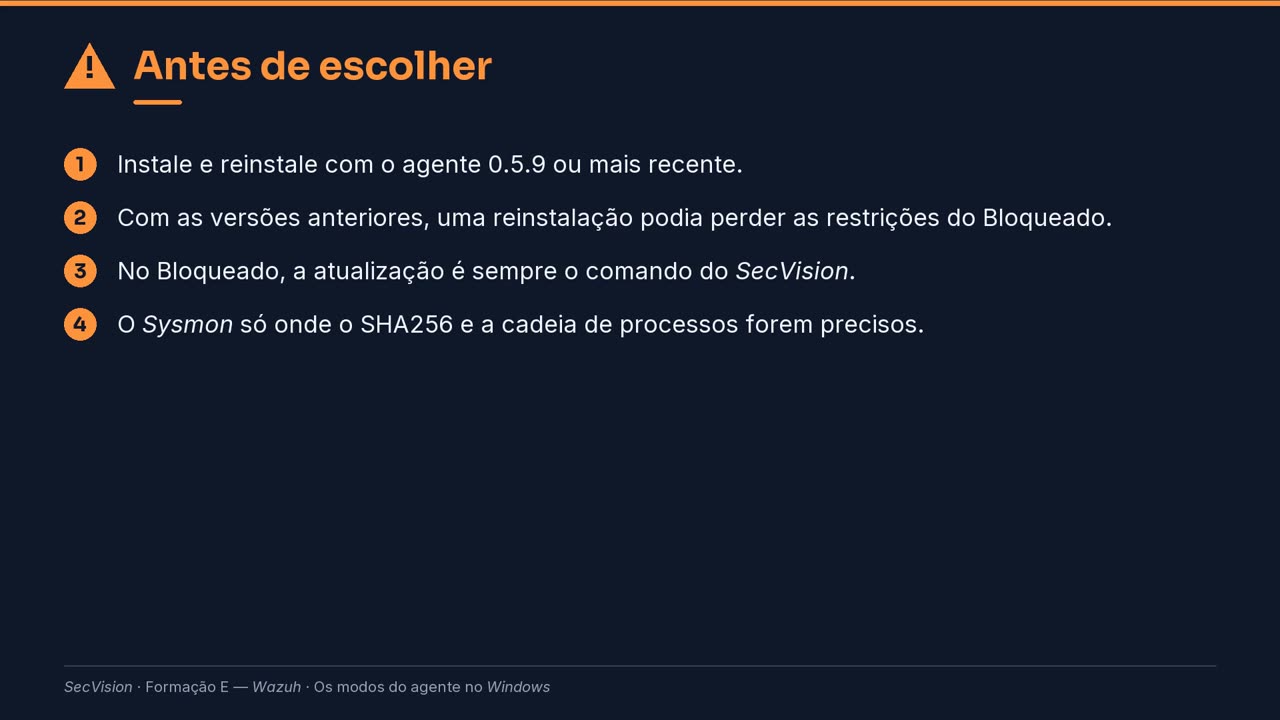 Antes de escolher
1 Instale e reinstale com o agente 0.5.9 ou mais recente.
2 Com as versões anteriores, uma reinstalação podia perder as restrições do Bloqueado.
3 No Bloqueado, a atualização é sempre o comando do SecVision.
4 O Sysmon só onde o SHA256 e a cadeia de processos forem precisos.
SecVision · Formação E — Wazuh · Os modos do agente no Windows